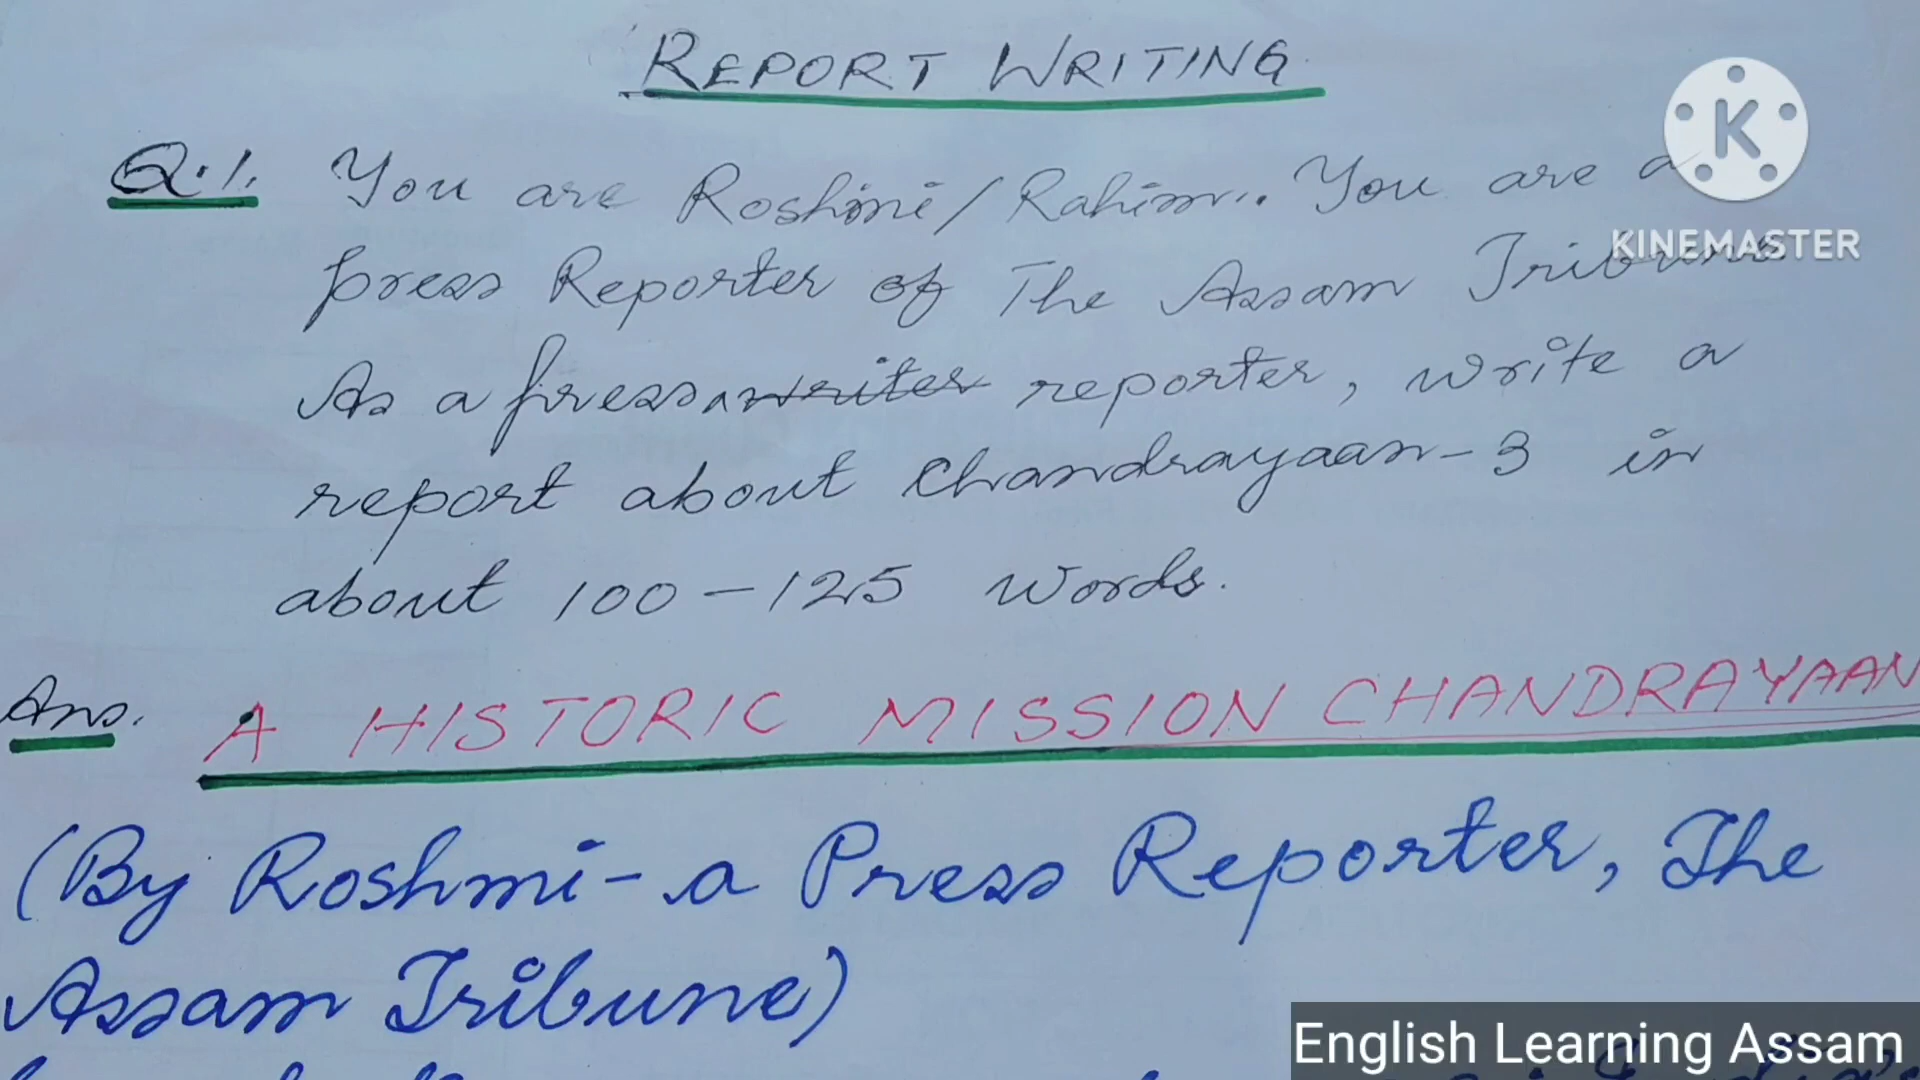 REPORT WRITING
Q.1. You are Roshmi/Rahim.. You are a
press Reporter of The Assam Tribune
As a press writer reporter, write a
report about Chandrayaan-3 in
about 100-125 words.
Ans. A HISTORIC MISSION CHANDRAYAAN
(By Roshmi - a Press Reporter, The
Assam Tribune)
K
KINEMASTER
English Learning Assam